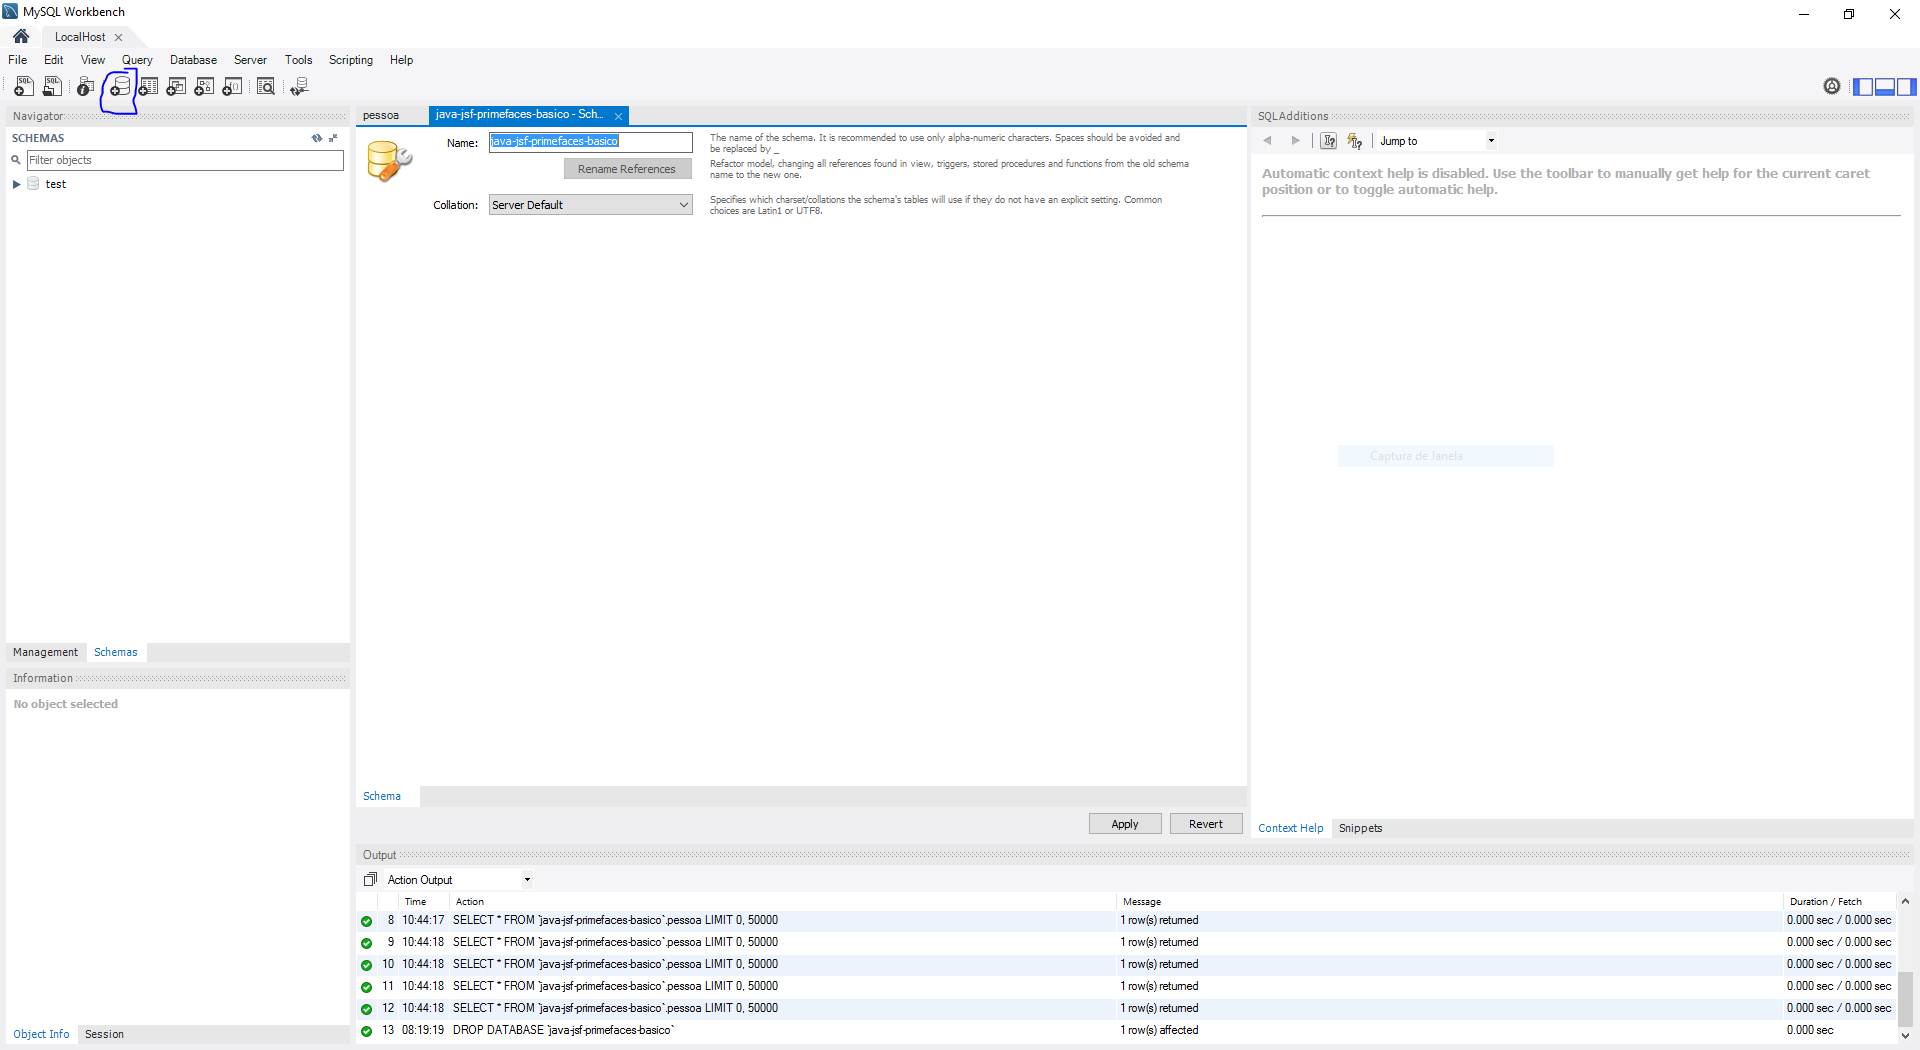 MySQL Workbench
LocalHost
File Edit View Query Database Server Tools Scripting Help
Navigator
SCHEMAS
Filter objects
test
Management Schemas
Information
No object selected
Object Info Session
pessoa java-jsf-primefaces-basico - Sch...
Name: java-jsf-primefaces-basico
The name of the schema. It is recommended to use only alpha-numeric characters. Spaces should be avoided and
be replaced by _
Rename References
Refactor model, changing all references found in view, triggers, stored procedures and functions from the old schema
name to the new one.
Collation: Server Default
Specifies which charset/collations the schema's tables will use if they do not have an explicit setting. Common
choices are Latin1 or UTF8.
Schema
Apply Revert
SQLAdditions
Jump to
Automatic context help is disabled. Use the toolbar to manually get help for the current caret
position or to toggle automatic help.
Captura de Janela
Context Help Snippets
Output
Action Output
Time Action Message Duration / Fetch
8 10:44:17 SELECT * FROM `java-jsf-primefaces-basico`.pessoa LIMIT 0, 50000 1 row(s) returned 0.000 sec / 0.000 sec
9 10:44:18 SELECT * FROM `java-jsf-primefaces-basico`.pessoa LIMIT 0, 50000 1 row(s) returned 0.000 sec / 0.000 sec
10 10:44:18 SELECT * FROM `java-jsf-primefaces-basico`.pessoa LIMIT 0, 50000 1 row(s) returned 0.000 sec / 0.000 sec
11 10:44:18 SELECT * FROM `java-jsf-primefaces-basico`.pessoa LIMIT 0, 50000 1 row(s) returned 0.000 sec / 0.000 sec
12 10:44:18 SELECT * FROM `java-jsf-primefaces-basico`.pessoa LIMIT 0, 50000 1 row(s) returned 0.000 sec / 0.000 sec
13 08:19:19 DROP DATABASE `java-jsf-primefaces-basico` 1 row(s) affected 0.000 sec